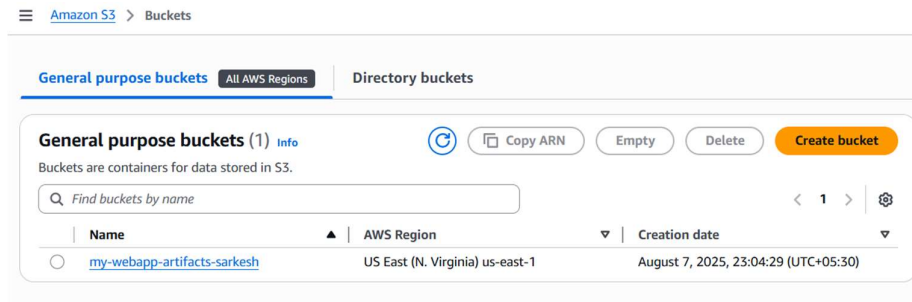 Amazon S3 > Buckets
General purpose buckets All AWS Regions Directory buckets
General purpose buckets (1) Info
Copy ARN Empty Delete Create bucket
Buckets are containers for data stored in S3.
Find buckets by name
< 1 >
Name AWS Region Creation date
my-webapp-artifacts-sarkesh US East (N. Virginia) us-east-1 August 7, 2025, 23:04:29 (UTC+05:30)